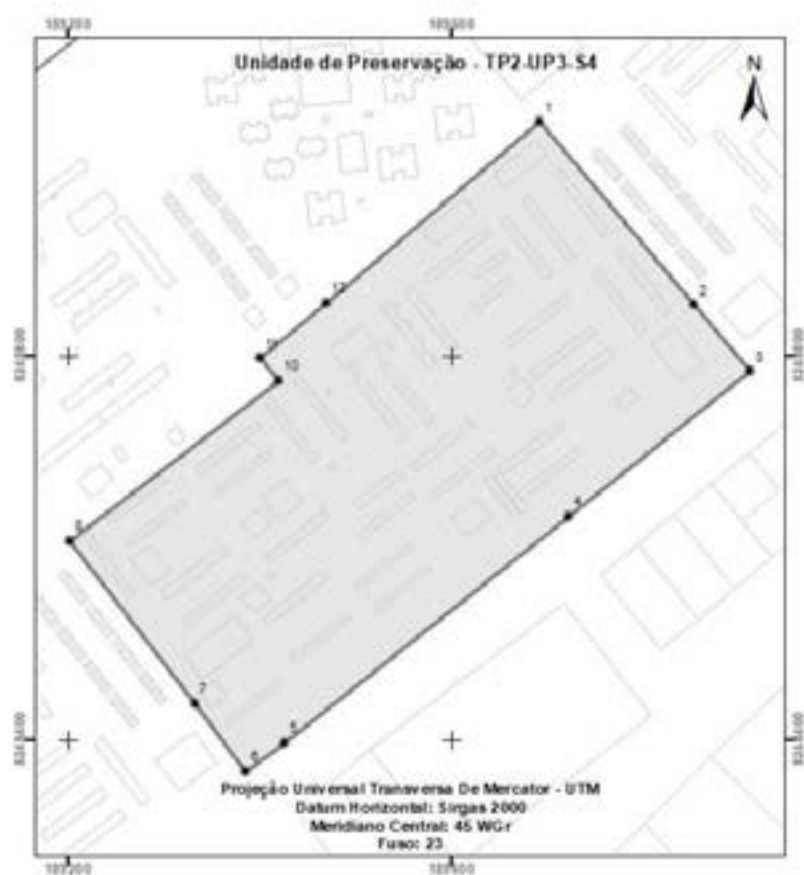 Unidade de Preservação - TP2-UP3-S4
N
1
2
3
4
5
6
7
10
12
Projeção Universal Transversa De Mercator - UTM
Datum Horizontal: Sirgas 2000
Meridiano Central: 45 WGr
Fuso: 23